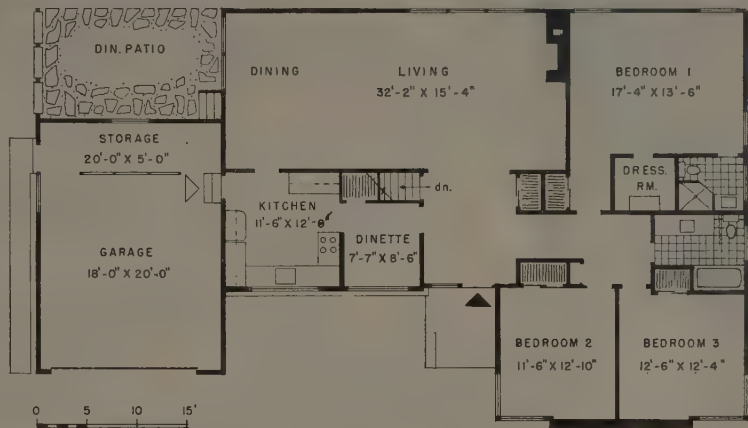 DIN. PATIO
DINING
LIVING
32'-2" X 15'-4"
BEDROOM 1
17'-4" X 13'-6"
STORAGE
20'-0" X 5'-0"
DRESS.
RM.
dn.
KITCHEN
11'-6" X 12'-
DINETTE
7'-7" X 8'-6"
GARAGE
18'-0" X 20'-0"
BEDROOM 2
11'-6" X 12'-10"
BEDROOM 3
12'-6" X 12'-4"
0 5 10 15'